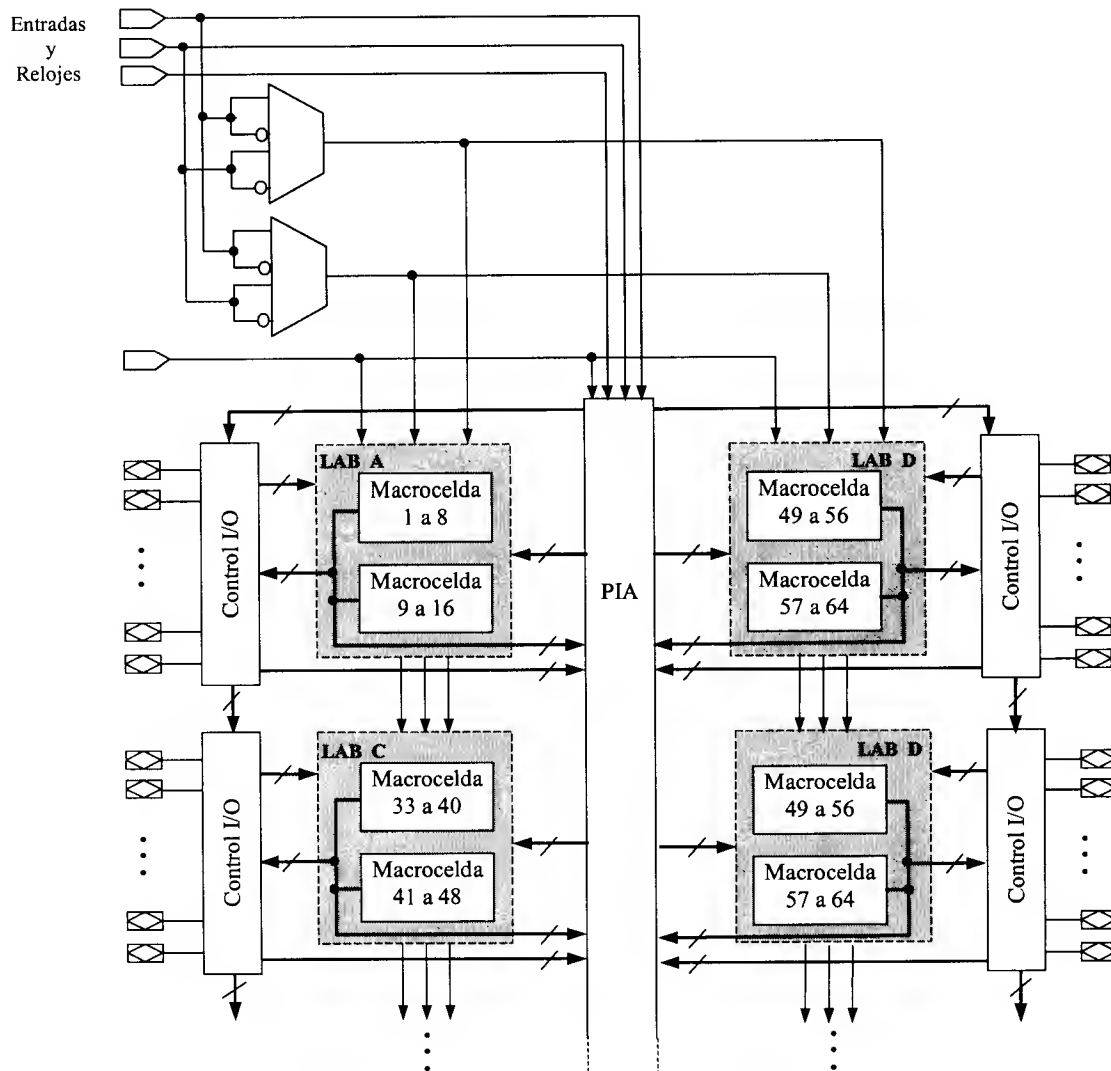 Entradas
y
Relojes
LAB A
Macrocelda
1 a 8
Macrocelda
9 a 16
Control I/O
PIA
LAB D
Macrocelda
49 a 56
Macrocelda
57 a 64
Control I/O
LAB C
Macrocelda
33 a 40
Macrocelda
41 a 48
Control I/O
LAB D
Macrocelda
49 a 56
Macrocelda
57 a 64
Control I/O